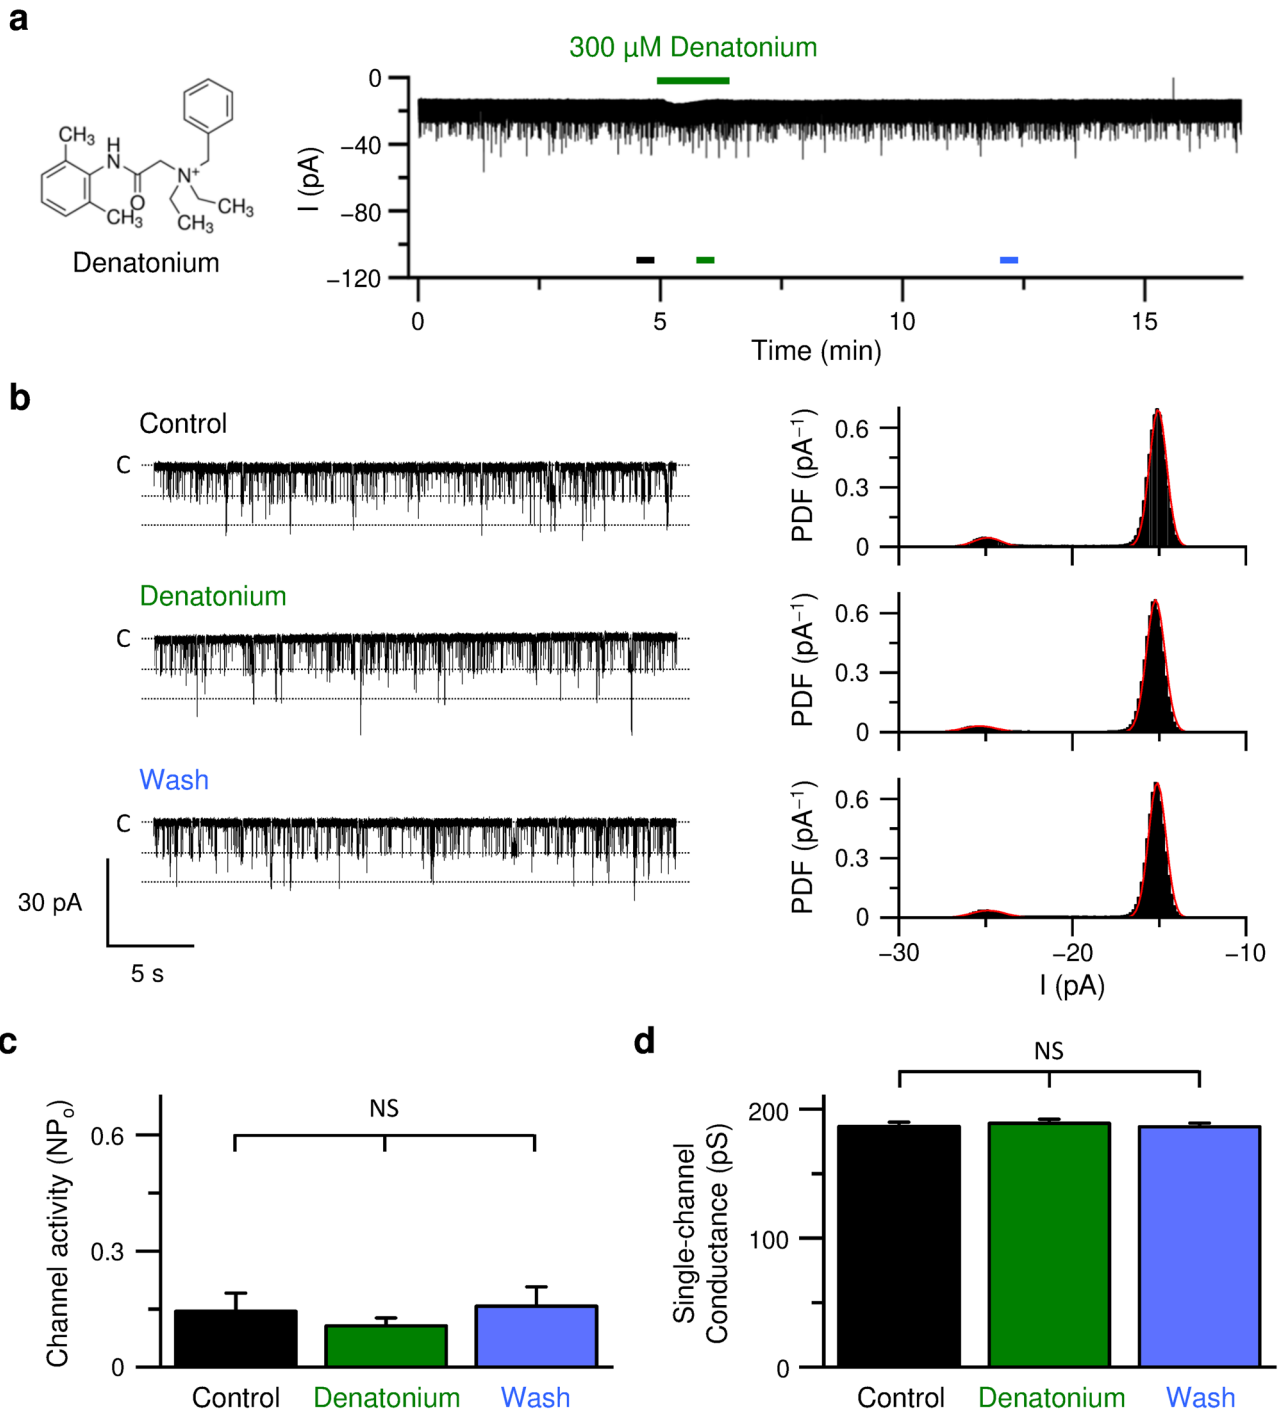 a
300 µM Denatonium
CH₃
H
N
O
N⁺
CH₃
CH₃
CH₃
Denatonium
I (pA)
0
−40
−80
−120
0
5
10
15
Time (min)
b
Control
C
Denatonium
C
Wash
C
30 pA
5 s
PDF (pA⁻¹)
0.6
0.3
0
PDF (pA⁻¹)
0.6
0.3
0
PDF (pA⁻¹)
0.6
0.3
0
−30
−20
−10
I (pA)
c
Channel activity (NPₒ)
0.6
0.3
0
NS
Control
Denatonium
Wash
d
Single-channel
Conductance (pS)
200
100
0
NS
Control
Denatonium
Wash